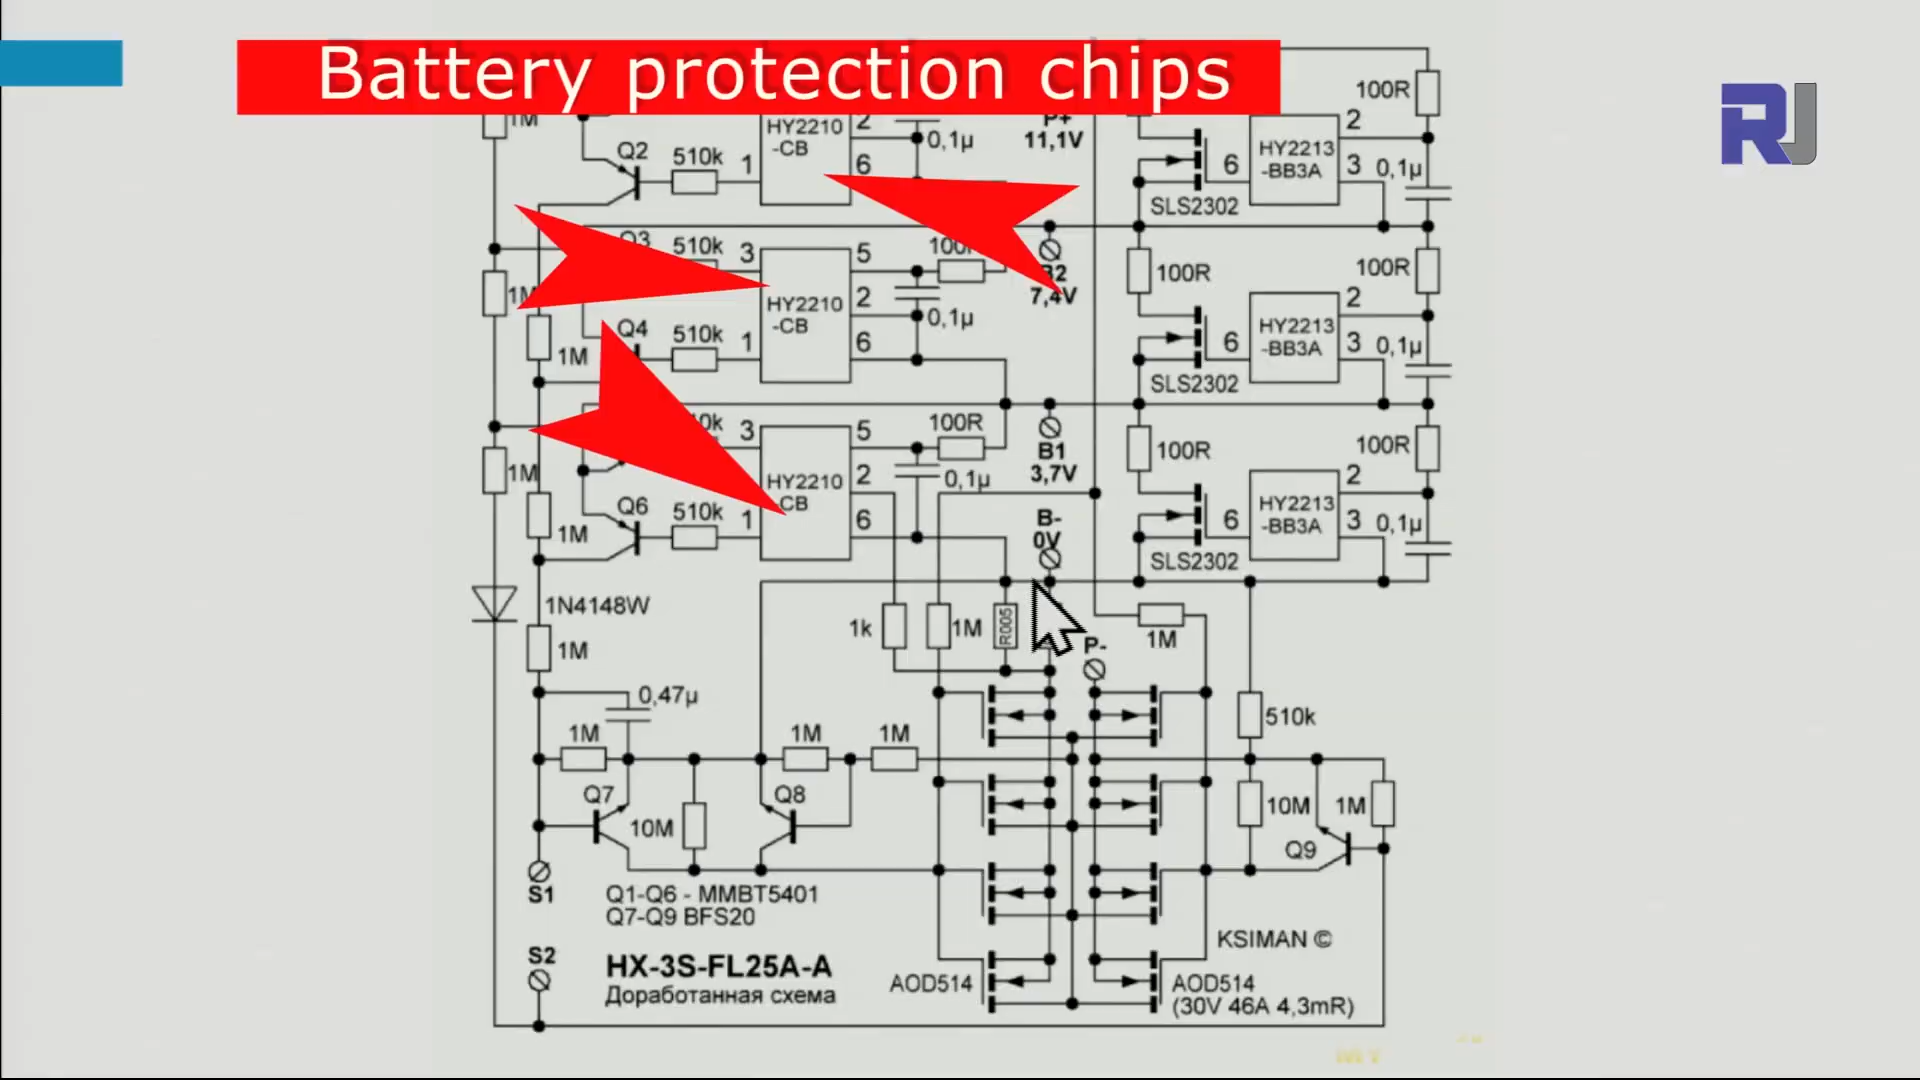 Battery protection chips
RJ
1M
Q2
510k
1
HY2210
-CB
2
6
0,1µ
P+
11,1V
100R
SLS2302
6
HY2213
-BB3A
2
3
0,1µ
Q3
510k
3
1M
Q4
510k
1
1M
HY2210
-CB
5
2
6
100R
0,1µ
B2
7,4V
100R
SLS2302
6
HY2213
-BB3A
2
3
100R
0,1µ
3
1M
Q6
510k
1
1M
HY2210
-CB
5
2
6
100R
0,1µ
B1
3,7V
B-
0V
100R
SLS2302
6
HY2213
-BB3A
2
3
100R
0,1µ
1N4148W
1M
1k
1M
R005
P-
1M
0,47µ
1M
1M
1M
510k
Q7
10M
Q8
10M
1M
Q9
S1
Q1-Q6 - MMBT5401
Q7-Q9 BFS20
KSIMAN ©
S2
HX-3S-FL25A-A
Доработанная схема
AOD514
AOD514
(30V 46A 4,3mR)